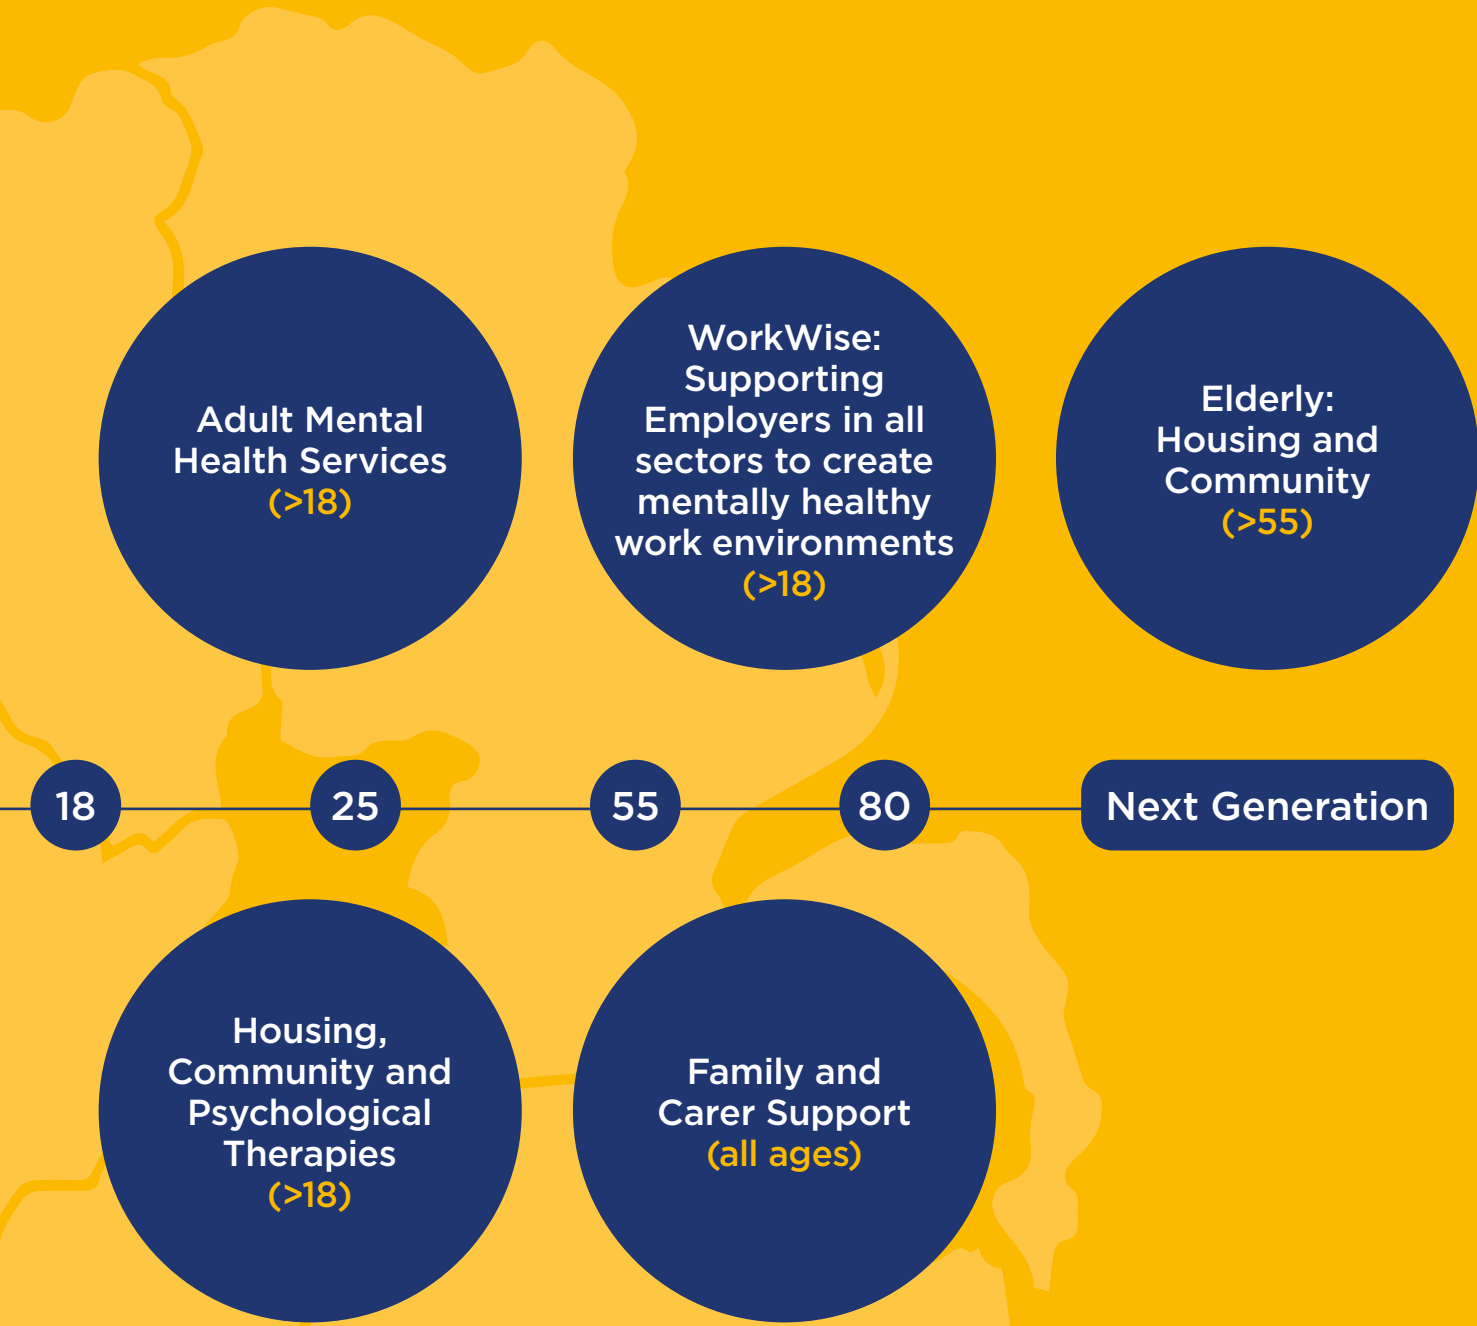 Adult Mental
Health Services
(>18)
WorkWise:
Supporting
Employers in all
sectors to create
mentally healthy
work environments
(>18)
Elderly:
Housing and
Community
(>55)
18
25
55
80
Next Generation
Housing,
Community and
Psychological
Therapies
(>18)
Family and
Carer Support
(all ages)